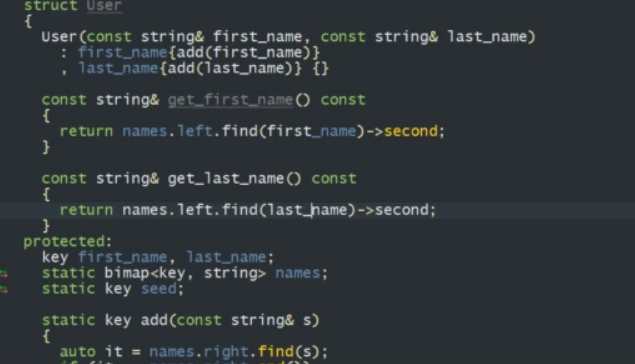 struct User
{
User(const string& first_name, const string& last_name)
: first_name{add(first_name)}
, last_name{add(last_name)} {}
const string& get_first_name() const
{
return names.left.find(first_name)->second;
}
const string& get_last_name() const
{
return names.left.find(last_name)->second;
}
protected:
key first_name, last_name;
static bimap<key, string> names;
static key seed;
static key add(const string& s)
{
auto it = names.right.find(s);